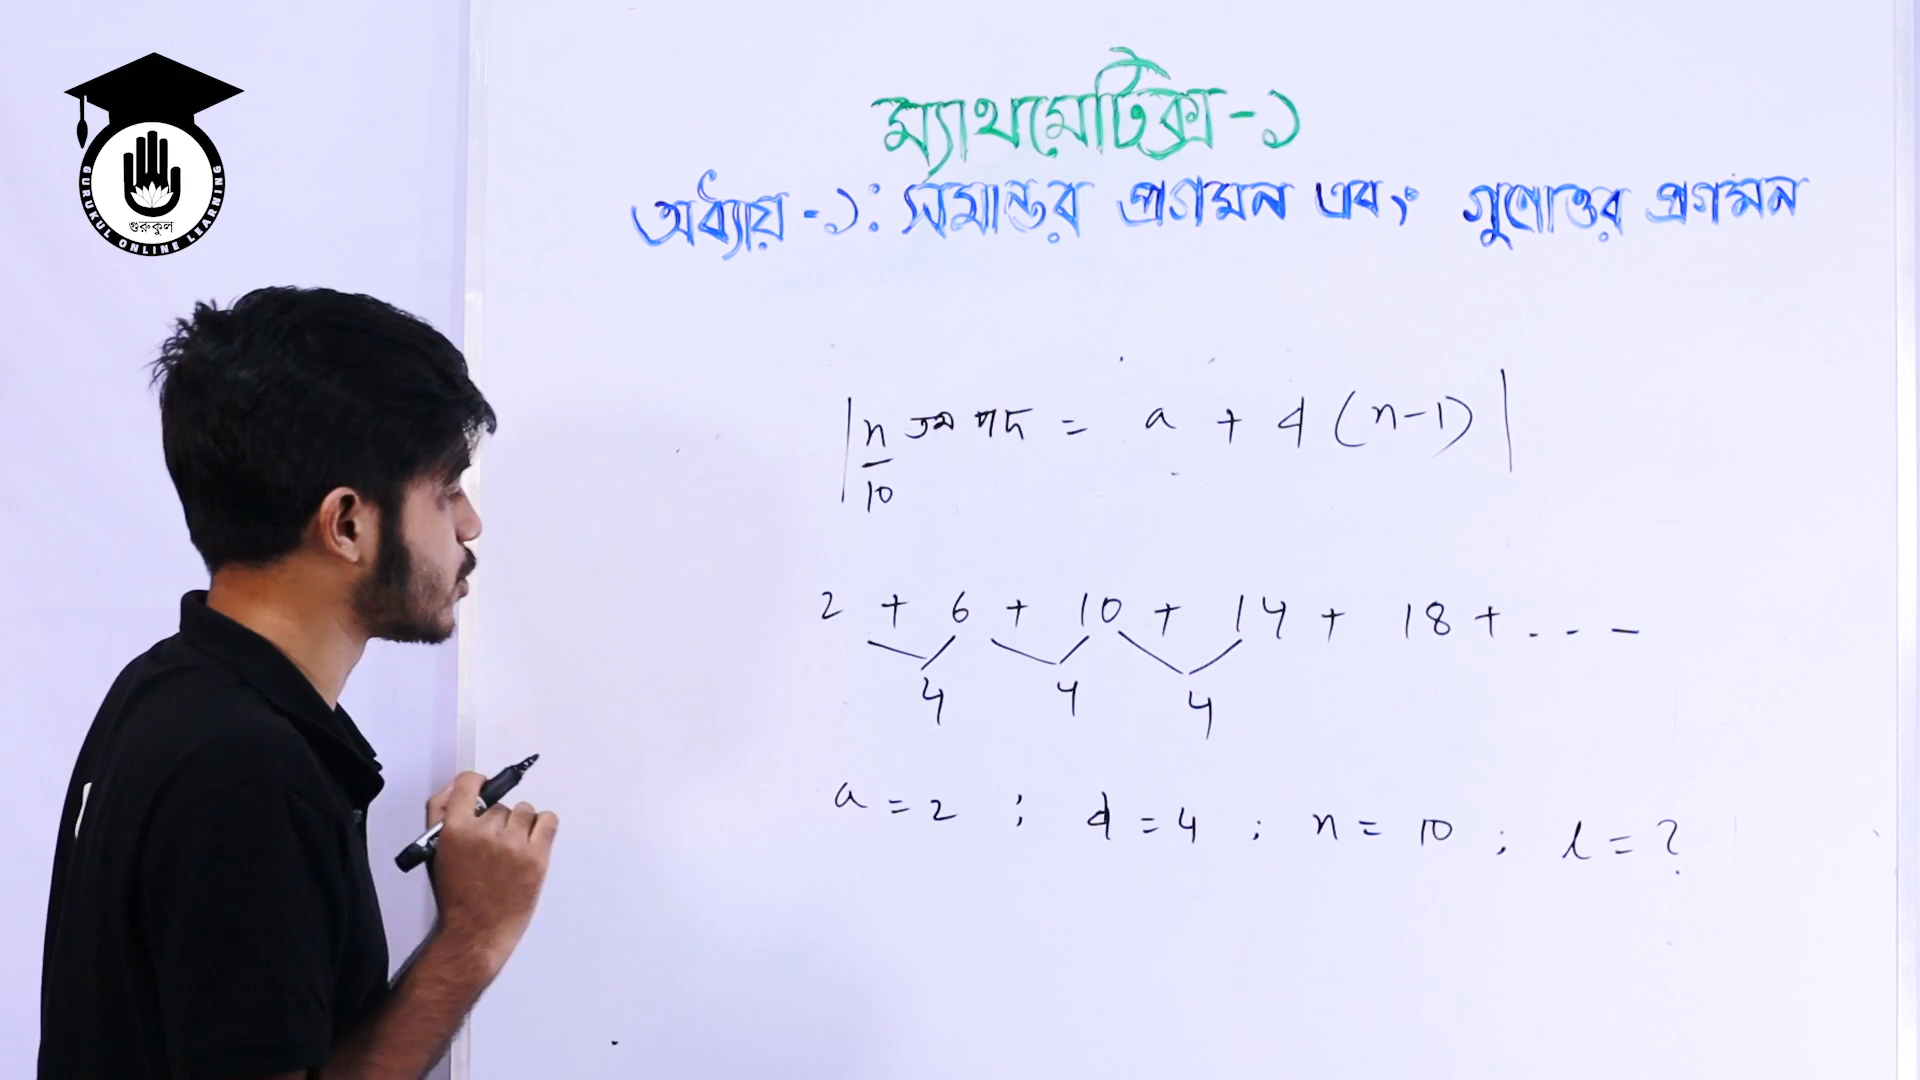 GURUKUL ONLINE LEARNING
গুরুকুল
ম্যাথমেটিক্স - ১
অধ্যায় - ১: সমান্তর প্রগমন এবং গুণোত্তর প্রগমন
n তম পদ = a + d (n-1)
10
2 + 6 + 10 + 14 + 18 + ...
4 4 4
a = 2 ; d = 4 ; n = 10 ; l = ?